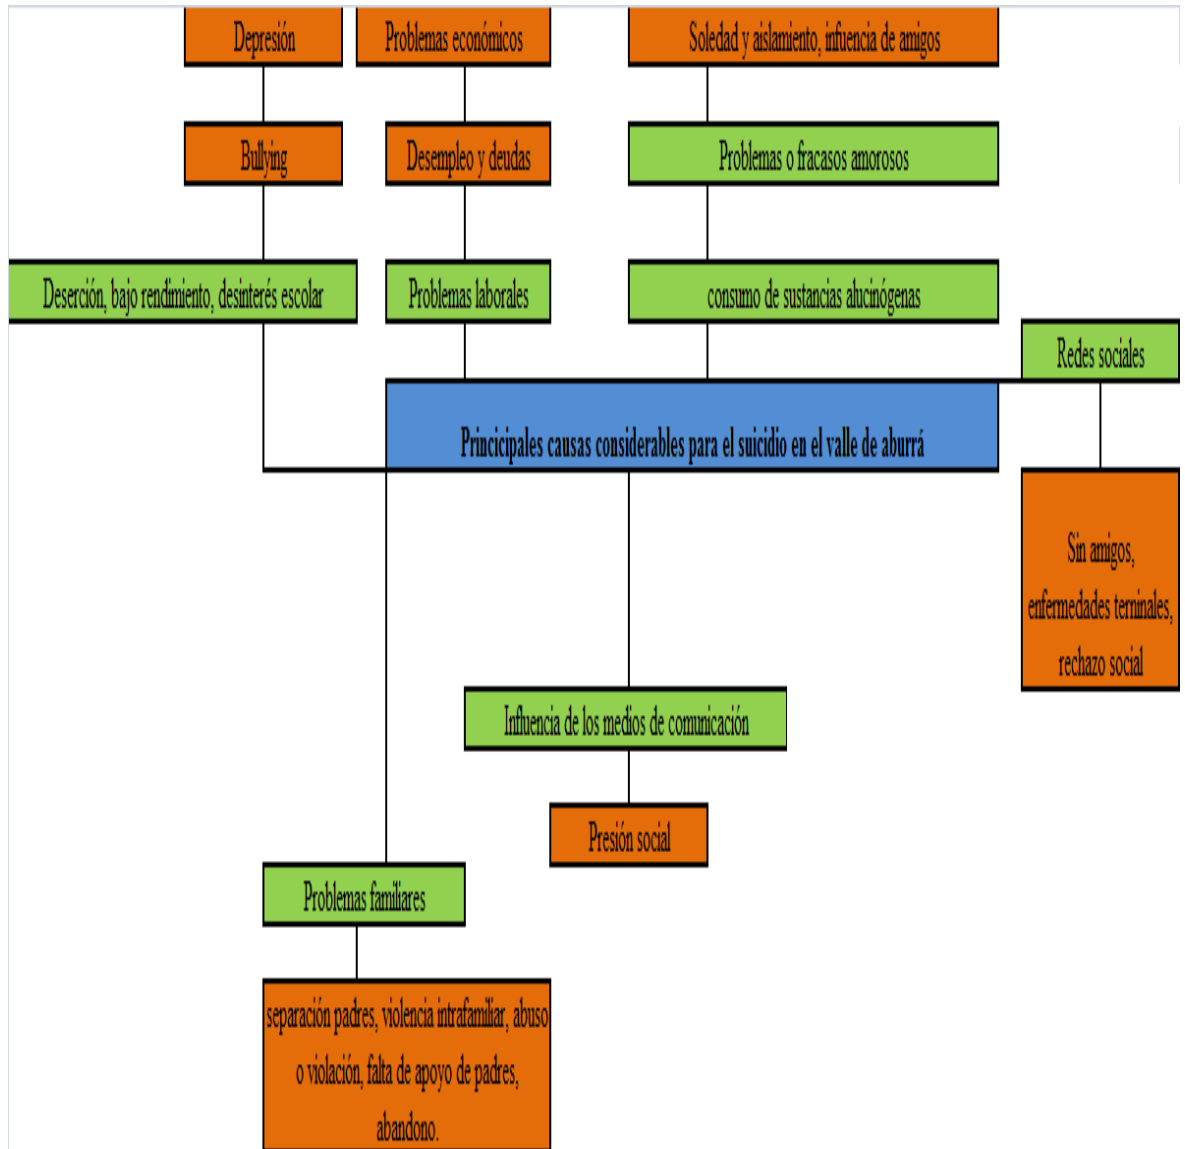 Depresión
Problemas económicos
Soledad y aislamiento, infuencia de amigos
Bullying
Desempleo y deudas
Problemas o fracasos amorosos
Deserción, bajo rendimiento, desinterés escolar
Problemas laborales
consumo de sustancias alucinógenas
Redes sociales
Princicipales causas considerables para el suicidio en el valle de aburrá
Sin amigos,
enfermedades terninales,
rechazo social
Influencia de los medios de comunicación
Presión social
Problemas familiares
separación padres, violencia intrafamiliar, abuso
o violación, falta de apoyo de padres,
abandono.